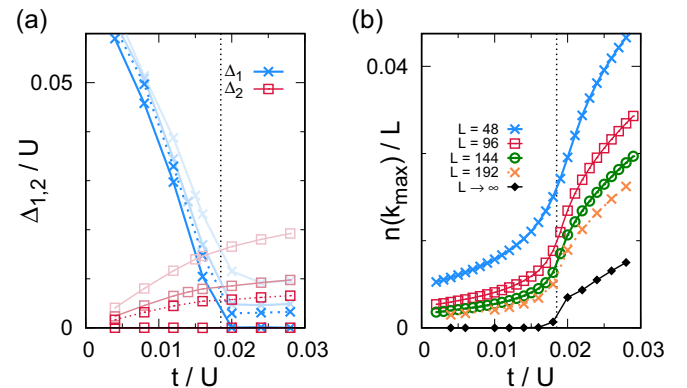 (a)
Δ1,2 / U
0.05
0
0
0.01
0.02
0.03
t / U
Δ1
Δ2
(b)
n(kmax) / L
0.04
0
0
0.01
0.02
0.03
t / U
L = 48
L = 96
L = 144
L = 192
L → ∞